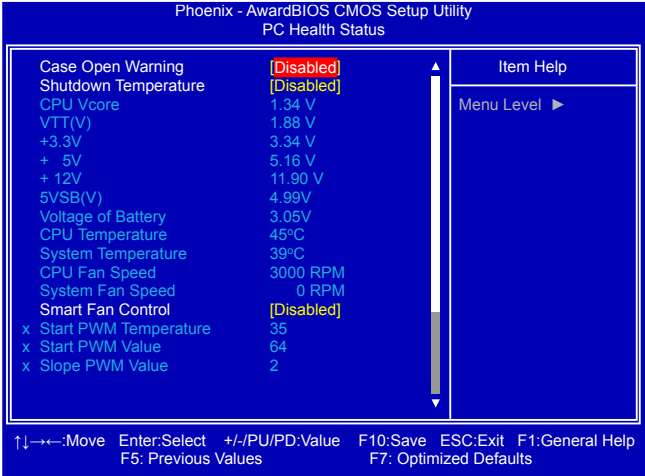 Phoenix - AwardBIOS CMOS Setup Utility
PC Health Status
Case Open Warning [Disabled]
Shutdown Temperature [Disabled]
CPU Vcore 1.34 V
VTT(V) 1.88 V
+3.3V 3.34 V
+ 5V 5.16 V
+ 12V 11.90 V
5VSB(V) 4.99V
Voltage of Battery 3.05V
CPU Temperature 45°C
System Temperature 39°C
CPU Fan Speed 3000 RPM
System Fan Speed 0 RPM
Smart Fan Control [Disabled]
x Start PWM Temperature 35
x Start PWM Value 64
x Slope PWM Value 2
Item Help
Menu Level ►
↑↓→←:Move Enter:Select +/-/PU/PD:Value F10:Save ESC:Exit F1:General Help
F5: Previous Values F7: Optimized Defaults